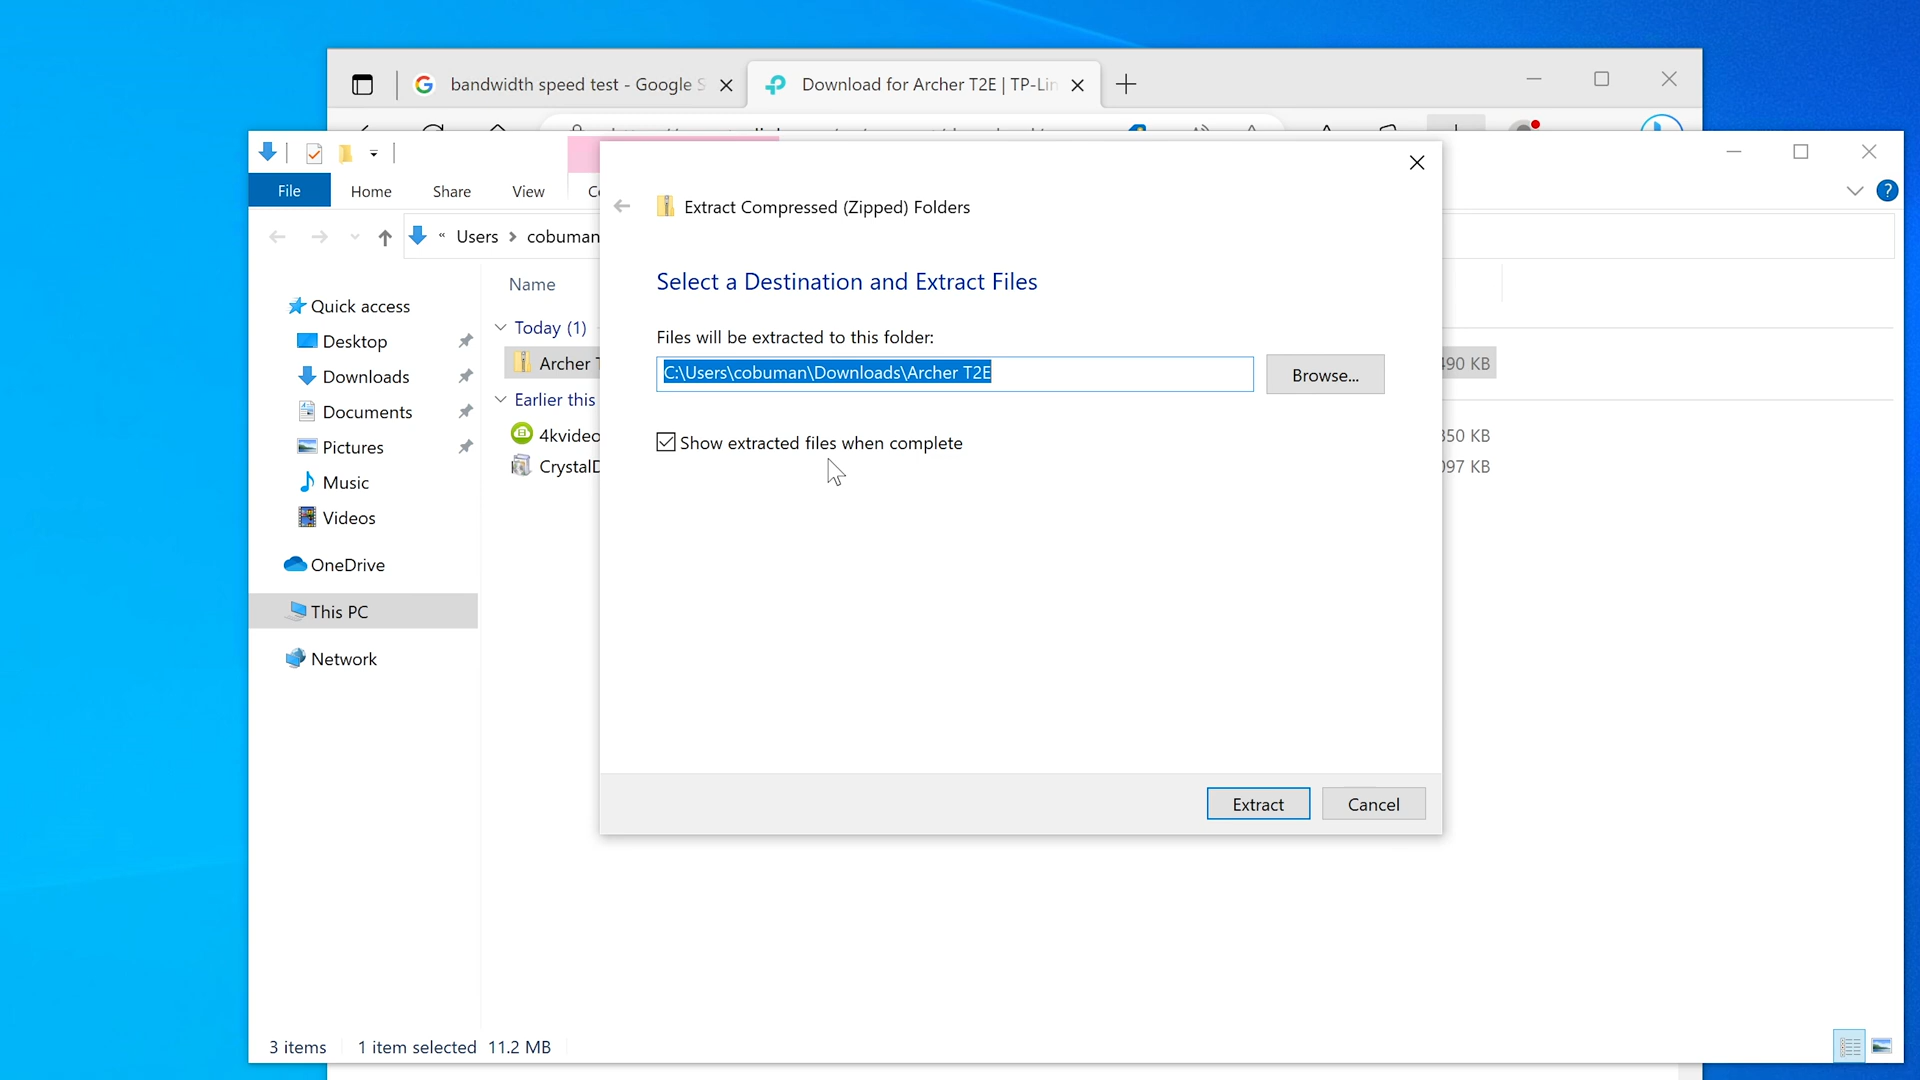 bandwidth speed test - Google S
Download for Archer T2E | TP-Lin
File
Home
Share
View
Extract Compressed (Zipped) Folders
« Users > cobuman
Name
Select a Destination and Extract Files
Quick access
Desktop
Downloads
Documents
Pictures
Music
Videos
OneDrive
This PC
Network
Today (1)
Archer T
490 KB
Earlier this
4kvideo
350 KB
CrystalD
097 KB
Files will be extracted to this folder:
C:\Users\cobuman\Downloads\Archer T2E
Browse...
Show extracted files when complete
Extract
Cancel
3 items
1 item selected 11.2 MB